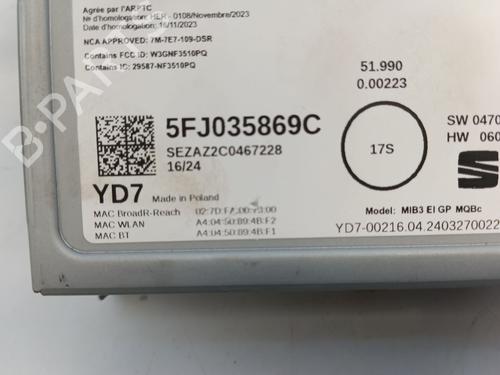 Agrée par l'ARPTC
N° d'homologation: HER - 0108/Novembre/2023
Date d'homologation: 16/11/2023
NCA APPROVED: 7M-7E7-109-DSR
Contains FCC ID: W3GNF3510PQ
Contains IC: 29587-NF3510PQ
51.990
0.00223
5FJ035869C
SEZAZ2C0467228
16/24
17S
SW 0470
HW 060
YD7 Made in Poland
MAC BroadR-Reach
MAC WLAN A4:04:50:B9:4B:F2
MAC BT A4:04:50:B9:4B:F1
Model: MIB3 EI GP MQBc
YD7-00216.04.2403270022
B-Parts